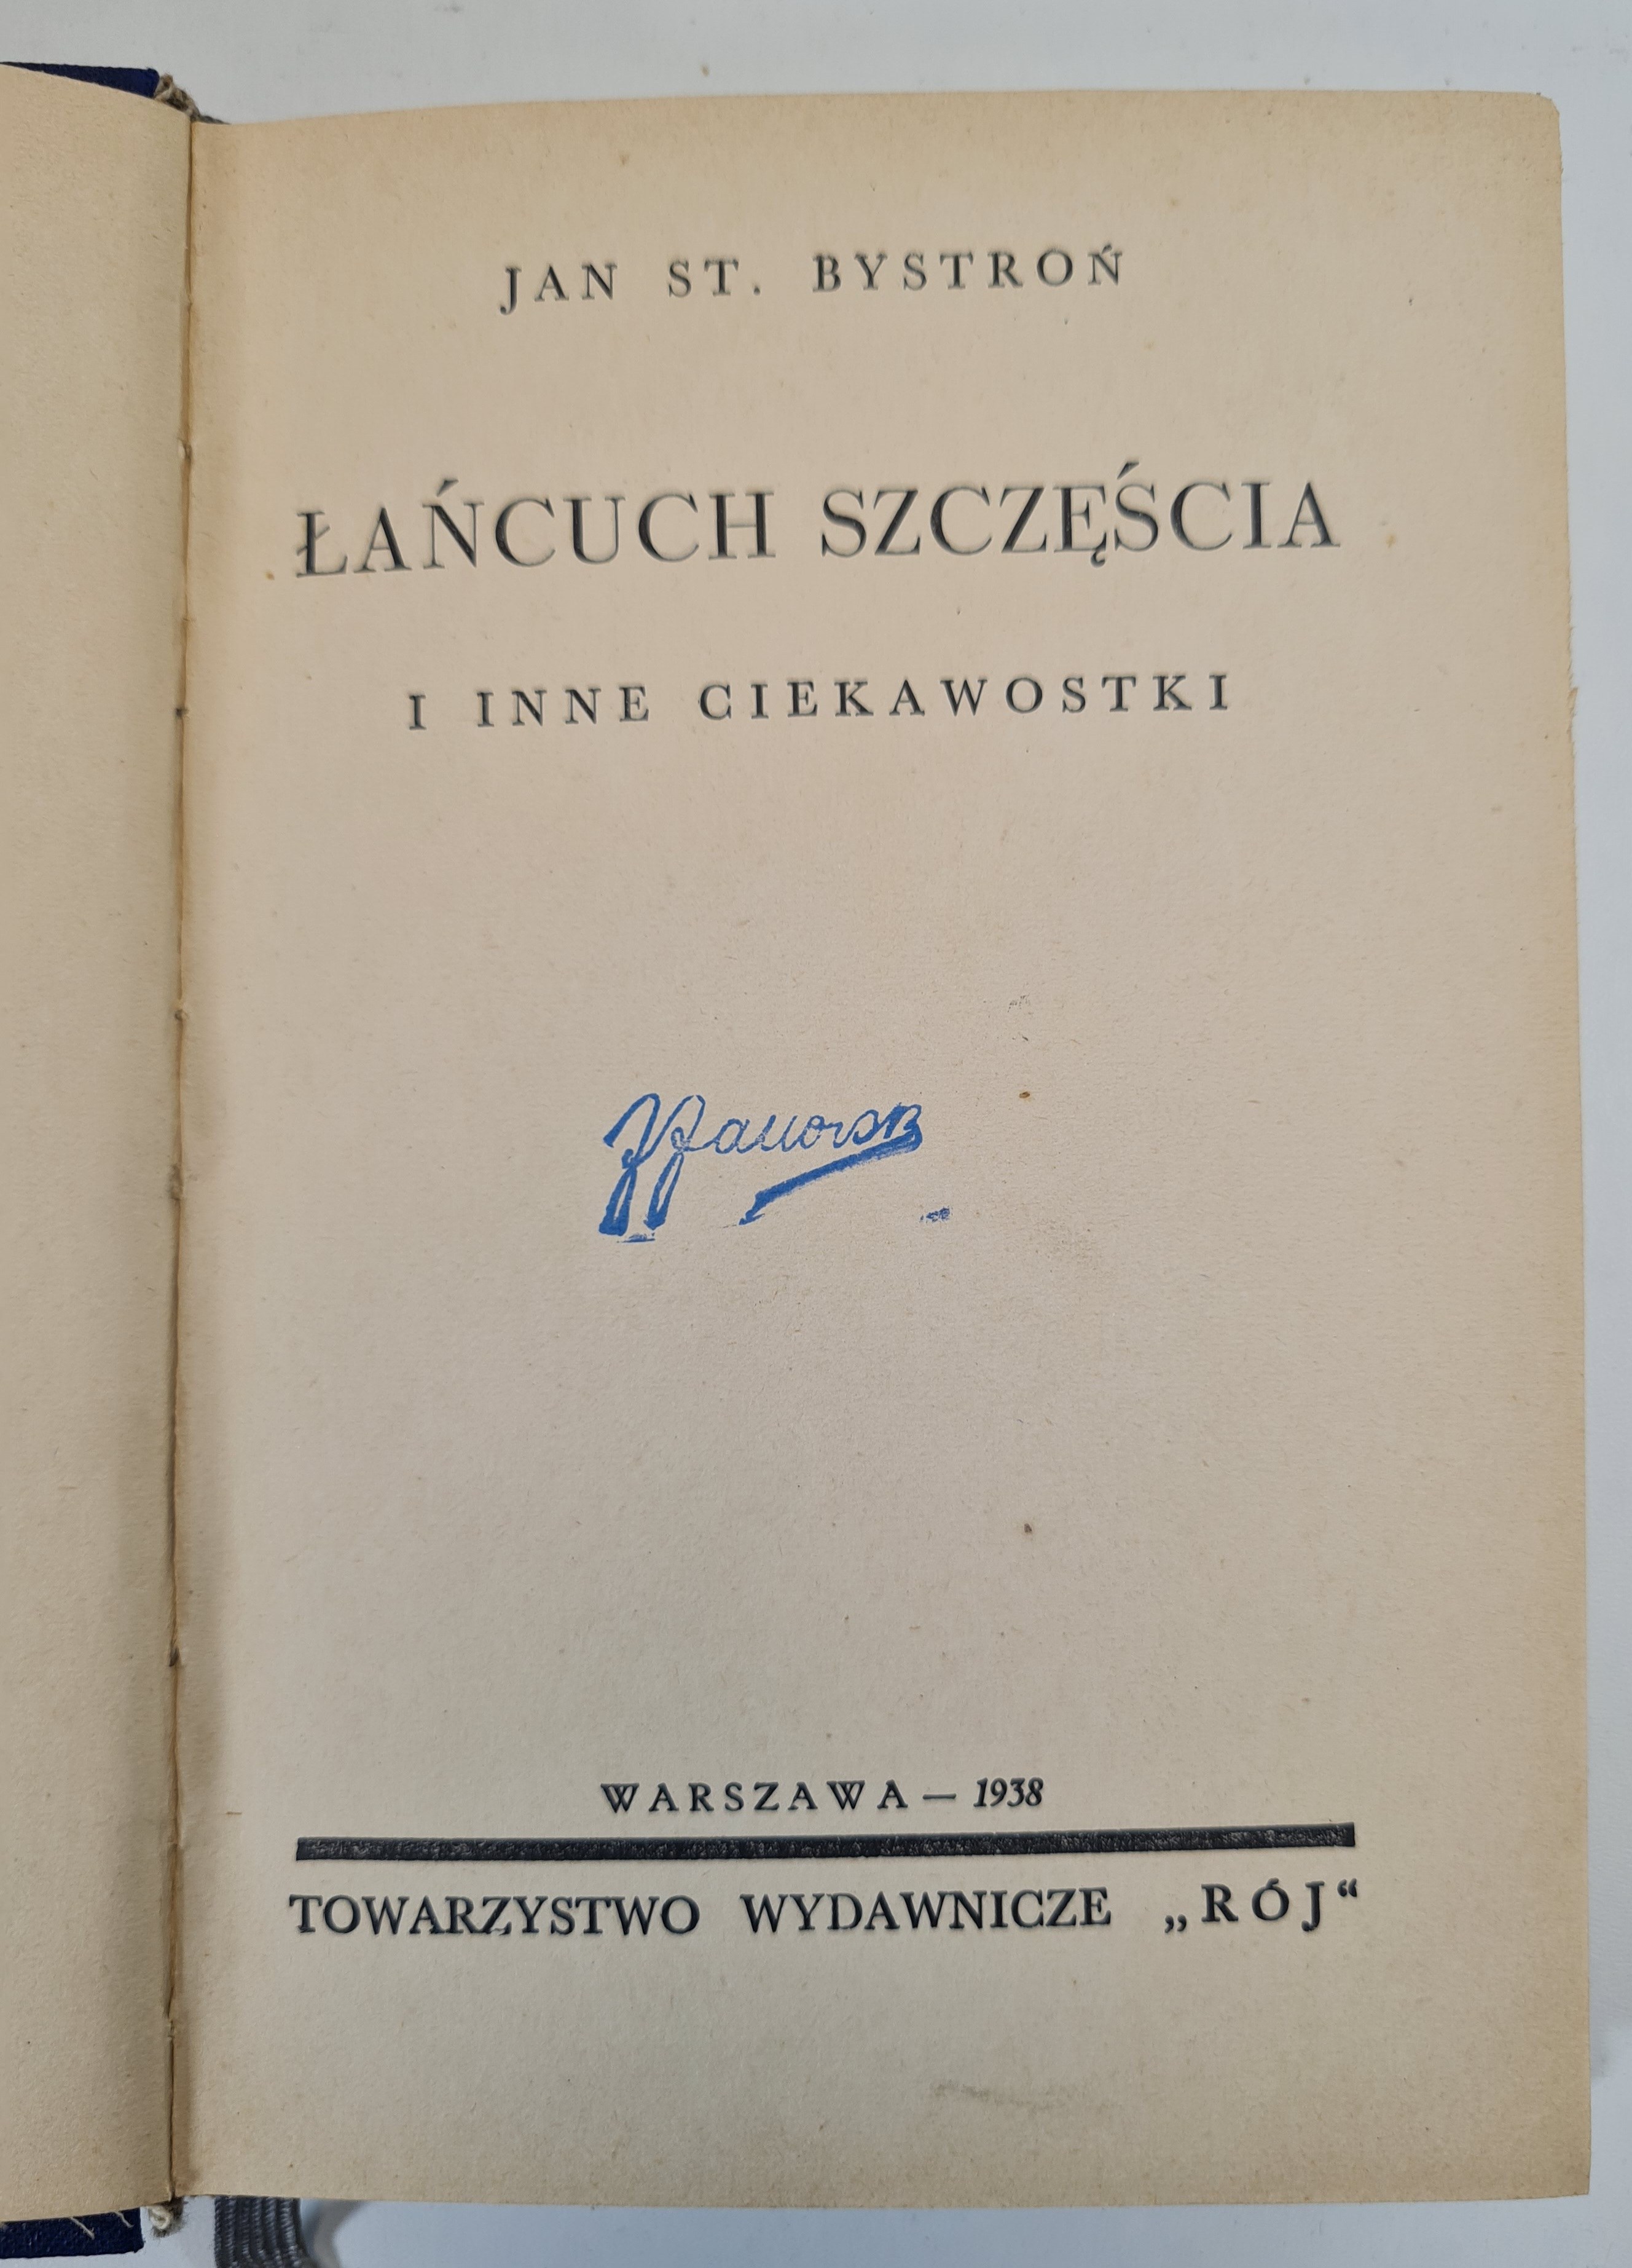 JAN ST. BYSTROŃ
ŁAŃCUCH SZCZĘŚCIA
I INNE CIEKAWOSTKI
WARSZAWA — 1938
TOWARZYSTWO WYDAWNICZE „RÓJ“